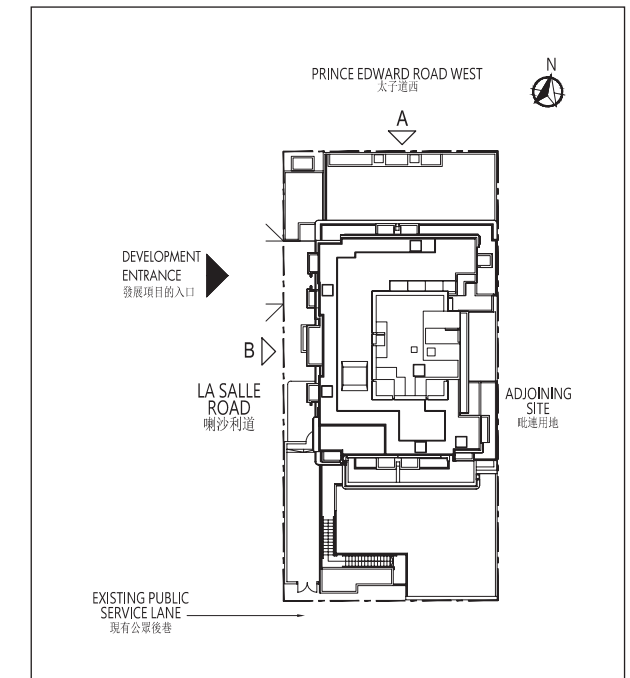 N
PRINCE EDWARD ROAD WEST
太子道西
A
DEVELOPMENT
ENTRANCE
發展項目的入口
B
LA SALLE
ROAD
喇沙利道
ADJOINING
SITE
毗連用地
EXISTING PUBLIC
SERVICE LANE
現有公眾後巷